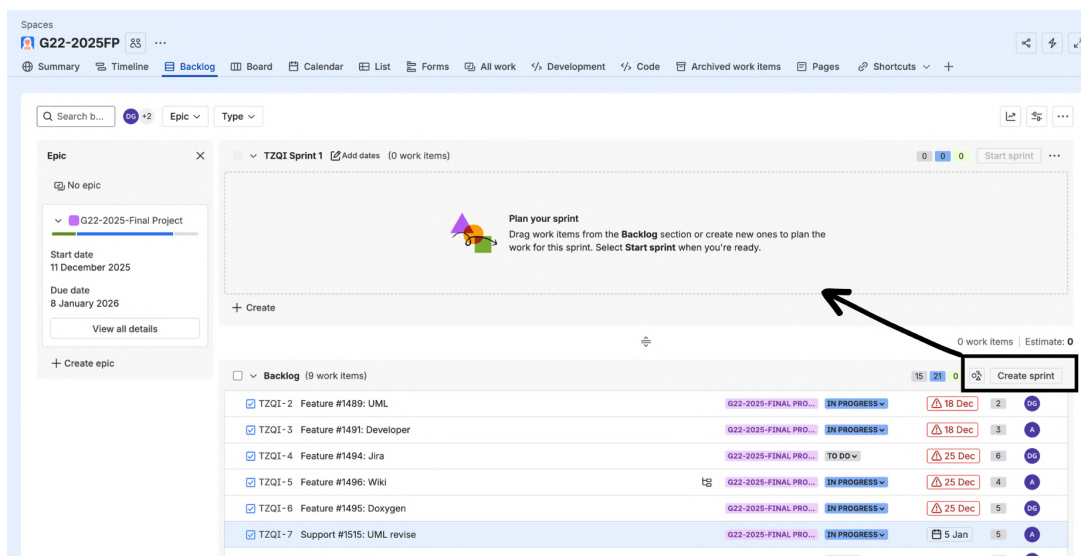 Spaces
G22-2025FP
Summary Timeline Backlog Board Calendar List Forms All work Development Code Archived work items Pages Shortcuts
Search b... DG +2 Epic Type
Epic
No epic
G22-2025-Final Project
Start date
11 December 2025
Due date
8 January 2026
View all details
+ Create epic
TZQI Sprint 1 Add dates (0 work items) 0 0 0 Start sprint
Plan your sprint
Drag work items from the Backlog section or create new ones to plan the
work for this sprint. Select Start sprint when you're ready.
+ Create
0 work items Estimate: 0
Backlog (9 work items) 15 21 0 Create sprint
TZQI-2 Feature #1489: UML G22-2025-FINAL PRO... IN PROGRESS 18 Dec 2 DG
TZQI-3 Feature #1491: Developer G22-2025-FINAL PRO... IN PROGRESS 18 Dec 3 A
TZQI-4 Feature #1494: Jira G22-2025-FINAL PRO... TO DO 25 Dec 6 DG
TZQI-5 Feature #1496: Wiki G22-2025-FINAL PRO... IN PROGRESS 25 Dec 4 A
TZQI-6 Feature #1495: Doxygen G22-2025-FINAL PRO... IN PROGRESS 25 Dec 5 DG
TZQI-7 Support #1515: UML revise G22-2025-FINAL PRO... IN PROGRESS 5 Jan 5 A